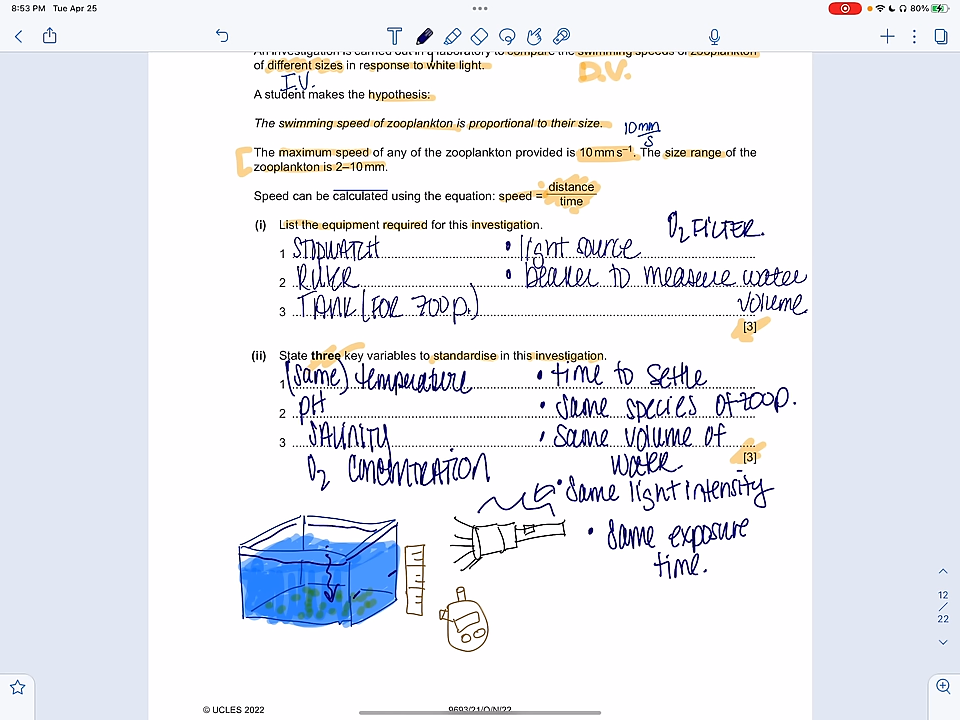 8:53 PM Tue Apr 25
80%
An investigation is carried out in a laboratory to compare the swimming speeds of zooplankton
of different sizes in response to white light.
I.V.
D.V.
A student makes the hypothesis:
The swimming speed of zooplankton is proportional to their size.
10 mm
s
The maximum speed of any of the zooplankton provided is 10 mm s⁻¹. The size range of the
zooplankton is 2–10 mm.
Speed can be calculated using the equation: speed = distance
time
(i) List the equipment required for this investigation.
O₂ FILTER.
1 STOPWATCH • light source
2 RULER • beaker to measure water
volume
3 TANK (FOR ZOOP.)
[3]
(ii) State three key variables to standardise in this investigation.
1 (same) temperature • time to settle
2 pH • same species of zoop.
3 SALINITY • same volume of
water.
[3]
O₂ CONCENTRATION
• same light intensity
• same exposure
time.
12
/
22
© UCLES 2022
9693/21/O/N/22